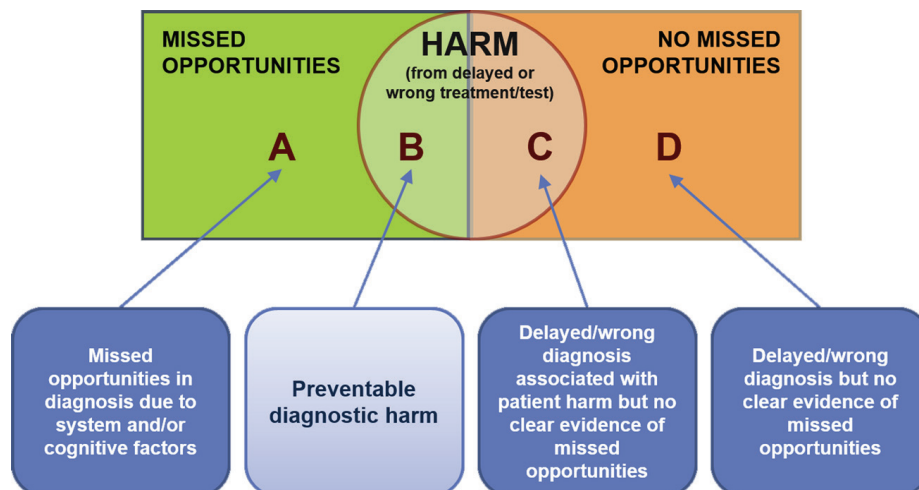 MISSED
OPPORTUNITIES
HARM
(from delayed or
wrong treatment/test)
NO MISSED
OPPORTUNITIES
A
B
C
D
Missed
opportunities in
diagnosis due to
system and/or
cognitive factors
Preventable
diagnostic harm
Delayed/wrong
diagnosis
associated with
patient harm but no
clear evidence of
missed
opportunities
Delayed/wrong
diagnosis but no
clear evidence of
missed
opportunities